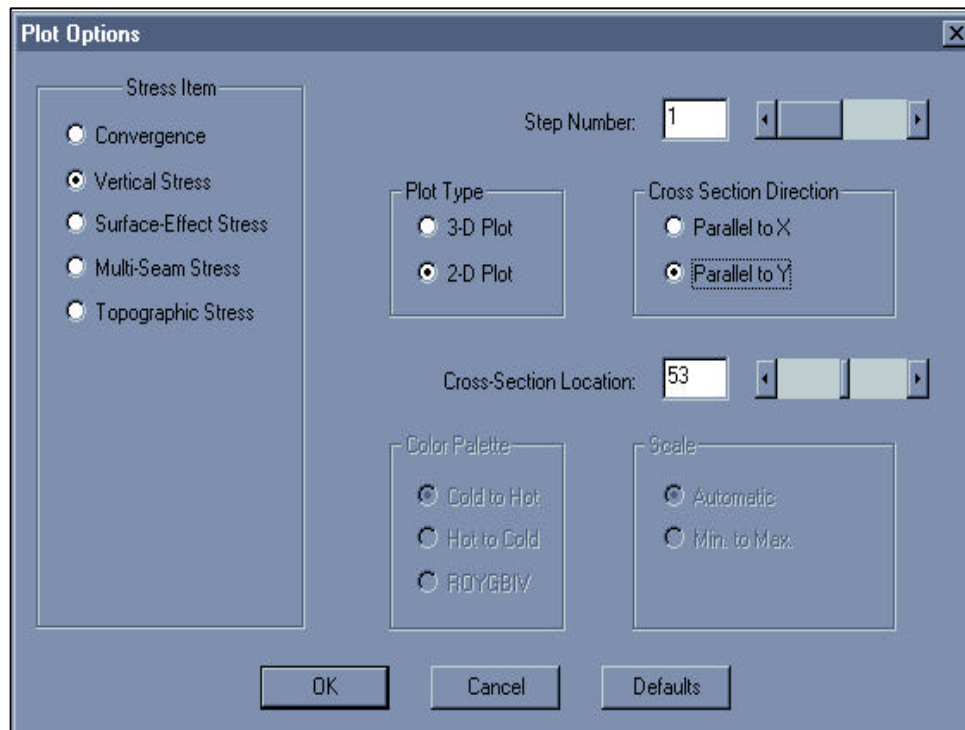 Plot Options
Stress Item
Convergence
Vertical Stress
Surface-Effect Stress
Multi-Seam Stress
Topographic Stress
Step Number: 1
Plot Type
3-D Plot
2-D Plot
Cross Section Direction
Parallel to X
Parallel to Y
Cross-Section Location: 53
Color Palette
Cold to Hot
Hot to Cold
ROYGBIV
Scale
Automatic
Min. to Max.
OK Cancel Defaults